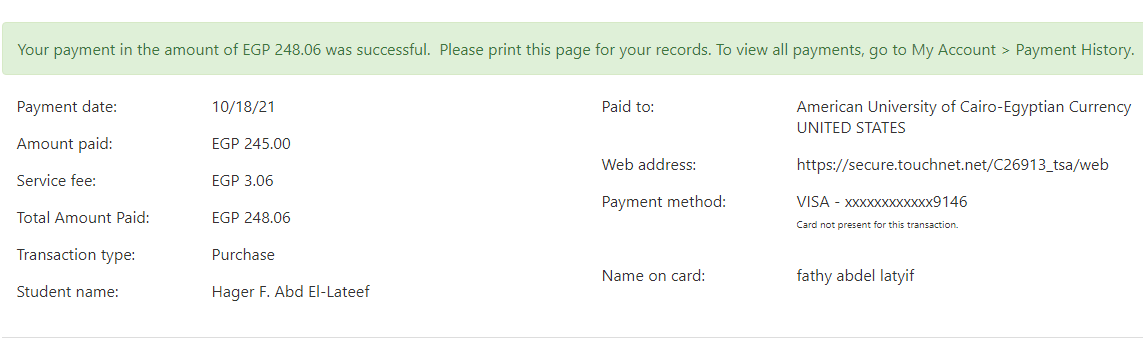 Your payment in the amount of EGP 248.06 was successful.  Please print this page for your records. To view all payments, go to My Account > Payment History.
Payment date: 10/18/21
Amount paid: EGP 245.00
Service fee: EGP 3.06
Total Amount Paid: EGP 248.06
Transaction type: Purchase
Student name: Hager F. Abd El-Lateef
Paid to: American University of Cairo-Egyptian Currency
UNITED STATES
Web address: https://secure.touchnet.net/C26913_tsa/web
Payment method: VISA - xxxxxxxxxxxx9146
Card not present for this transaction.
Name on card: fathy abdel latyif